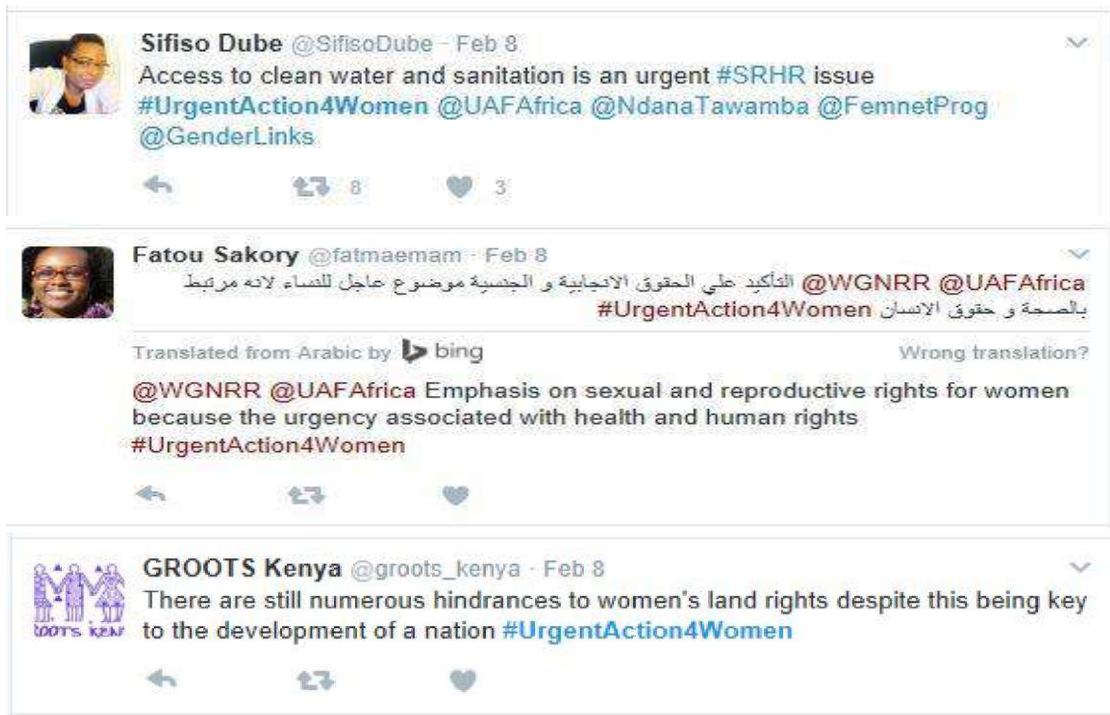 Sifiso Dube @SifisoDube · Feb 8
Access to clean water and sanitation is an urgent #SRHR issue
#UrgentAction4Women @UAFAfrica @NdanaTawamba @FemnetProg
@GenderLinks
8 3
Fatou Sakory @fatmaemam · Feb 8
@WGNRR @UAFAfrica التأكيد علي الحقوق الانجابية و الجنسية موضوع عاجل للنساء لانه مرتبط
بالصحة و حقوق الانسان #UrgentAction4Women
Translated from Arabic by bing Wrong translation?
@WGNRR @UAFAfrica Emphasis on sexual and reproductive rights for women
because the urgency associated with health and human rights
#UrgentAction4Women
GROOTS Kenya @groots_kenya · Feb 8
There are still numerous hindrances to women's land rights despite this being key
to the development of a nation #UrgentAction4Women